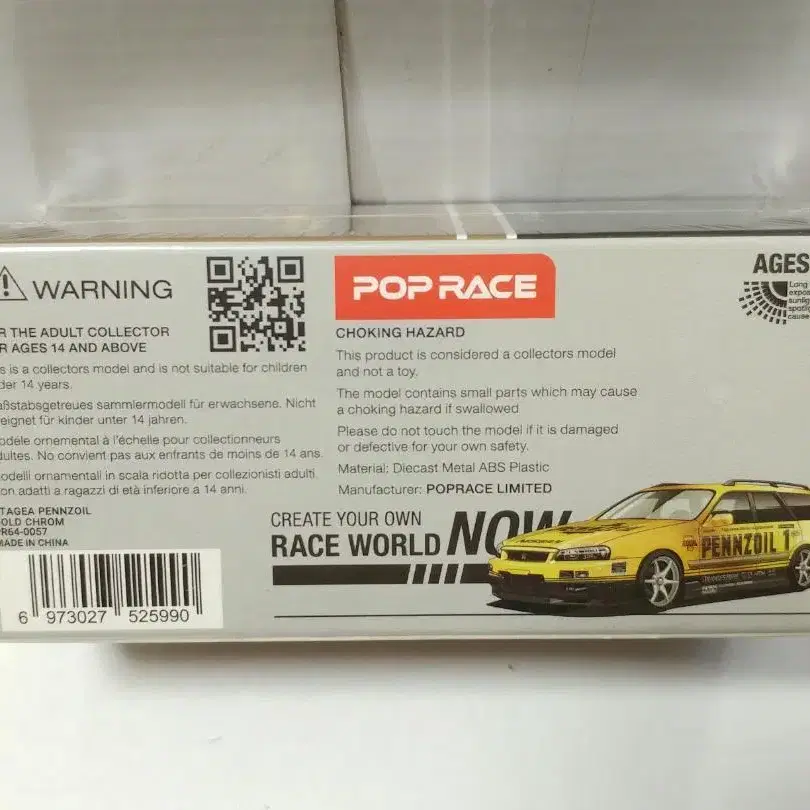 WARNING
R THE ADULT COLLECTOR
R AGES 14 AND ABOVE
s is a collectors model and is not suitable for children
der 14 years.
aßstabsgetreues sammlermodell für erwachsene. Nicht
eignet für kinder unter 14 jahren.
odéle ornemental à l'échelle pour collectionneurs
dultes. No convient pas aux enfants de moins de 14 ans.
odelli ornamentali in scala ridotta per collezionisti adulti.
on adatti a ragazzi di età inferiore a 14 anni.
TAGEA PENNZOIL
OLD CHROM
R64-0057
MADE IN CHINA
6 973027 525990
POP RACE
CHOKING HAZARD
This product is considered a collectors model
and not a toy.
The model contains small parts which may cause
a choking hazard if swallowed
Please do not touch the model if it is damaged
or defective for your own safety.
Material: Diecast Metal ABS Plastic
Manufacturer: POPRACE LIMITED
CREATE YOUR OWN
RACE WORLD NOW
PENNZOIL 1
AGES
Long
expos
sunlig
spotlig
cause